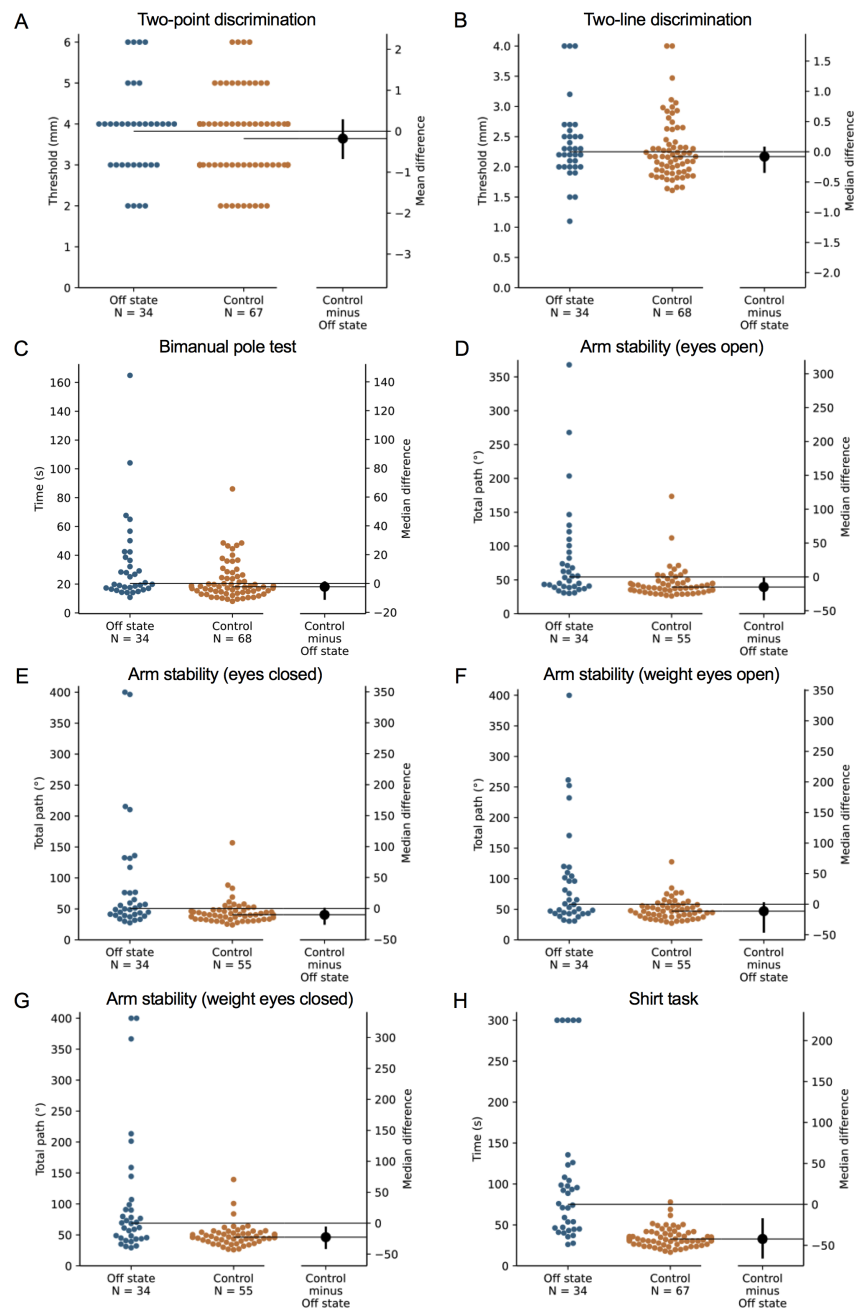 A
Two-point discrimination
6
5
4
3
2
1
0
Threshold (mm)
2
1
0
−1
−2
−3
Mean difference
Off state
N = 34
Control
N = 67
Control
minus
Off state
B
Two-line discrimination
4.0
3.5
3.0
2.5
2.0
1.5
1.0
0.5
0.0
Threshold (mm)
1.5
1.0
0.5
0.0
−0.5
−1.0
−1.5
−2.0
Median difference
Off state
N = 34
Control
N = 68
Control
minus
Off state
C
Bimanual pole test
160
140
120
100
80
60
40
20
0
Time (s)
140
120
100
80
60
40
20
0
−20
Median difference
Off state
N = 34
Control
N = 68
Control
minus
Off state
D
Arm stability (eyes open)
350
300
250
200
150
100
50
0
Total path (°)
300
250
200
150
100
50
0
−50
Median difference
Off state
N = 34
Control
N = 55
Control
minus
Off state
E
Arm stability (eyes closed)
400
350
300
250
200
150
100
50
0
Total path (°)
350
300
250
200
150
100
50
0
−50
Median difference
Off state
N = 34
Control
N = 55
Control
minus
Off state
F
Arm stability (weight eyes open)
400
350
300
250
200
150
100
50
0
Total path (°)
350
300
250
200
150
100
50
0
−50
Median difference
Off state
N = 34
Control
N = 55
Control
minus
Off state
G
Arm stability (weight eyes closed)
400
350
300
250
200
150
100
50
0
Total path (°)
300
250
200
150
100
50
0
−50
Median difference
Off state
N = 34
Control
N = 55
Control
minus
Off state
H
Shirt task
300
250
200
150
100
50
0
Time (s)
200
150
100
50
0
−50
Median difference
Off state
N = 34
Control
N = 67
Control
minus
Off state